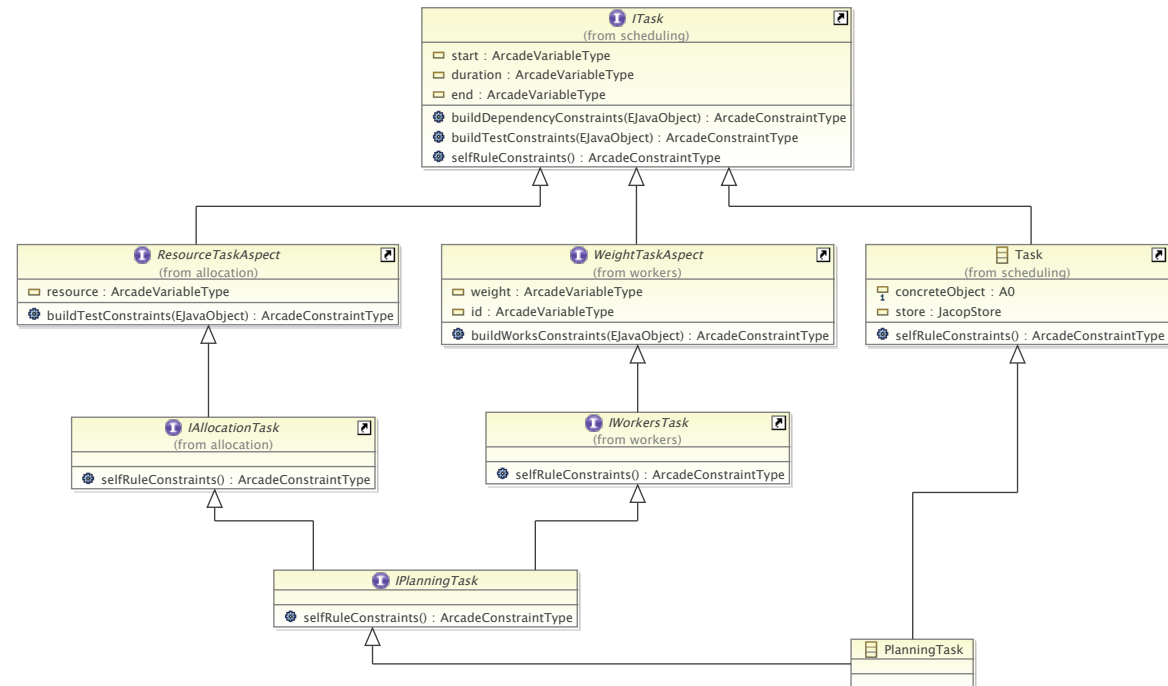 ITask
(from scheduling)
start : ArcadeVariableType
duration : ArcadeVariableType
end : ArcadeVariableType
buildDependencyConstraints(EJavaObject) : ArcadeConstraintType
buildTestConstraints(EJavaObject) : ArcadeConstraintType
selfRuleConstraints() : ArcadeConstraintType
ResourceTaskAspect
(from allocation)
resource : ArcadeVariableType
buildTestConstraints(EJavaObject) : ArcadeConstraintType
WeightTaskAspect
(from workers)
weight : ArcadeVariableType
id : ArcadeVariableType
buildWorksConstraints(EJavaObject) : ArcadeConstraintType
Task
(from scheduling)
1 concreteObject : A0
store : JacopStore
selfRuleConstraints() : ArcadeConstraintType
IAllocationTask
(from allocation)
selfRuleConstraints() : ArcadeConstraintType
IWorkersTask
(from workers)
selfRuleConstraints() : ArcadeConstraintType
IPlanningTask
selfRuleConstraints() : ArcadeConstraintType
PlanningTask